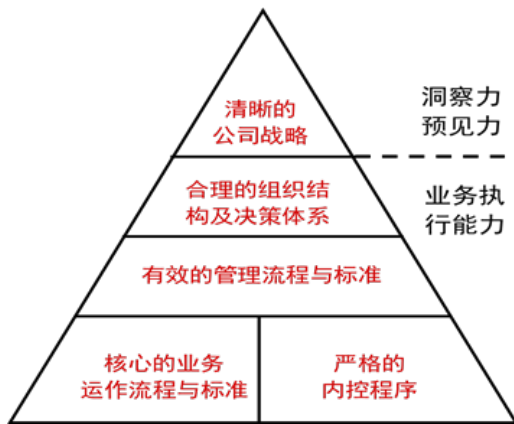 清晰的
公司战略
洞察力
预见力
合理的组织结
构及决策体系
业务执
行能力
有效的管理流程与标准
核心的业务
运作流程与标准
严格的
内控程序